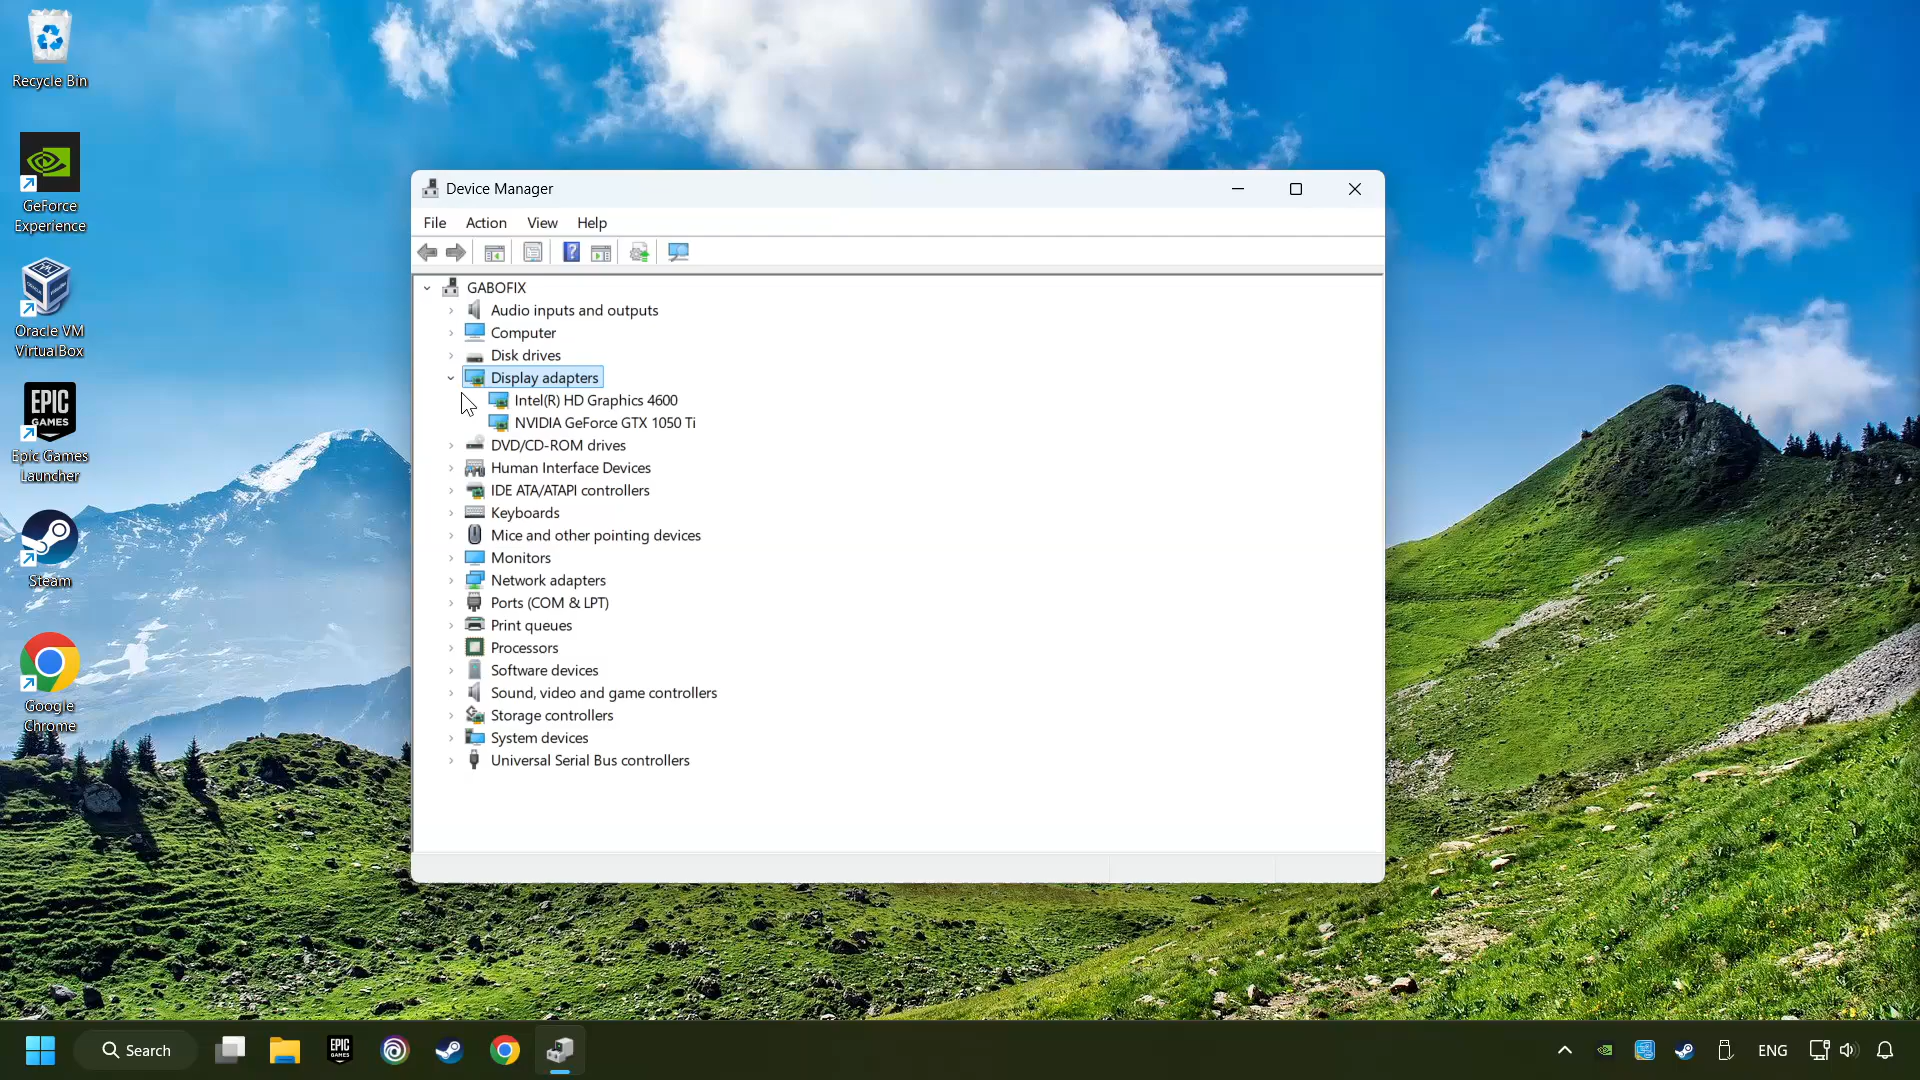 Recycle Bin
GeForce
Experience
Oracle VM
VirtualBox
EPIC
GAMES
Epic Games
Launcher
Steam
Google
Chrome
Device Manager
File Action View Help
GABOFIX
Audio inputs and outputs
Computer
Disk drives
Display adapters
Intel(R) HD Graphics 4600
NVIDIA GeForce GTX 1050 Ti
DVD/CD-ROM drives
Human Interface Devices
IDE ATA/ATAPI controllers
Keyboards
Mice and other pointing devices
Monitors
Network adapters
Ports (COM & LPT)
Print queues
Processors
Software devices
Sound, video and game controllers
Storage controllers
System devices
Universal Serial Bus controllers
Search
EPIC
GAMES
ENG